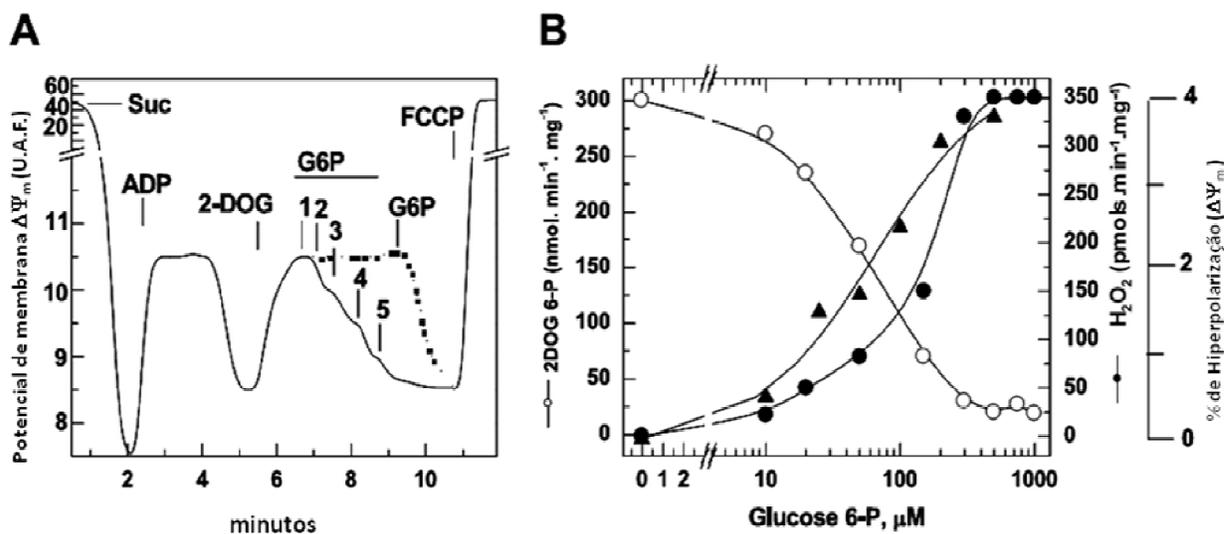 A
Potencial de membrana ΔΨm (U.A.F.)
60
40
20
11
10
9
8
Suc
ADP
2-DOG
G6P
1
2
3
4
5
G6P
FCCP
2
4
6
8
10
minutos
B
2DOG 6-P (nmol. min⁻¹. mg⁻¹)
300
250
200
150
100
50
0
0 1 2 10 100 1000
Glucose 6-P, μM
350
300
250
200
150
100
50
0
H₂O₂ (pmols.min⁻¹.mg⁻¹)
4
2
0
% de Hiperpolarização (ΔΨm)